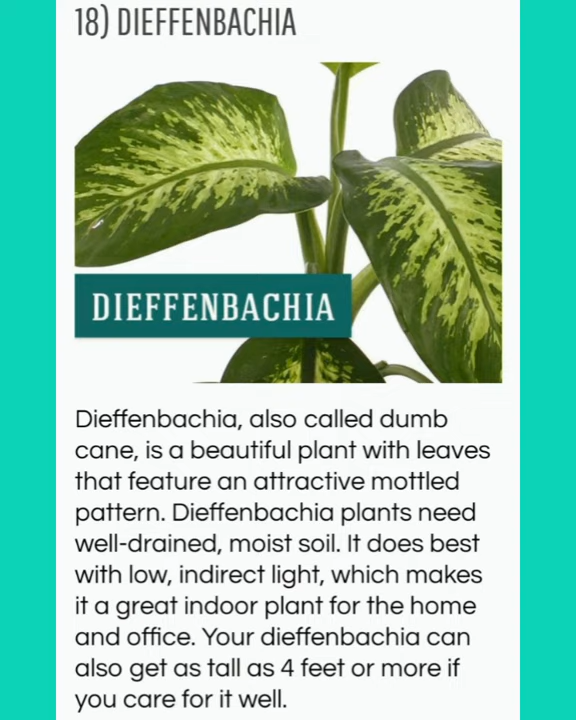 18) DIEFFENBACHIA
DIEFFENBACHIA
Dieffenbachia, also called dumb
cane, is a beautiful plant with leaves
that feature an attractive mottled
pattern. Dieffenbachia plants need
well-drained, moist soil. It does best
with low, indirect light, which makes
it a great indoor plant for the home
and office. Your dieffenbachia can
also get as tall as 4 feet or more if
you care for it well.